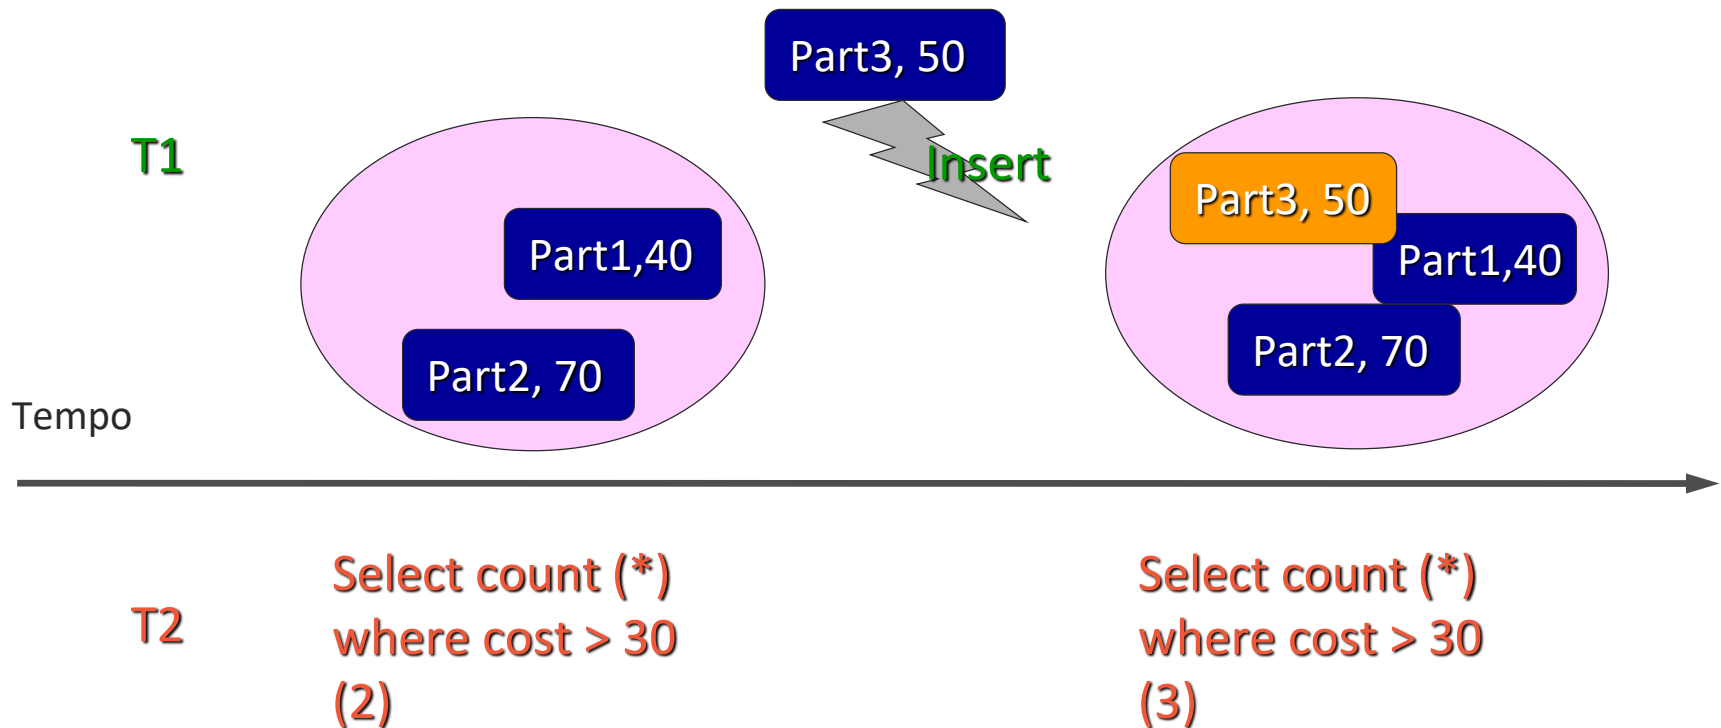 Part3, 50
T1
Insert
Part3, 50
Part1,40
Part1,40
Part2, 70
Part2, 70
Tempo
Select count (*)
where cost > 30
(2)
Select count (*)
where cost > 30
(3)
T2